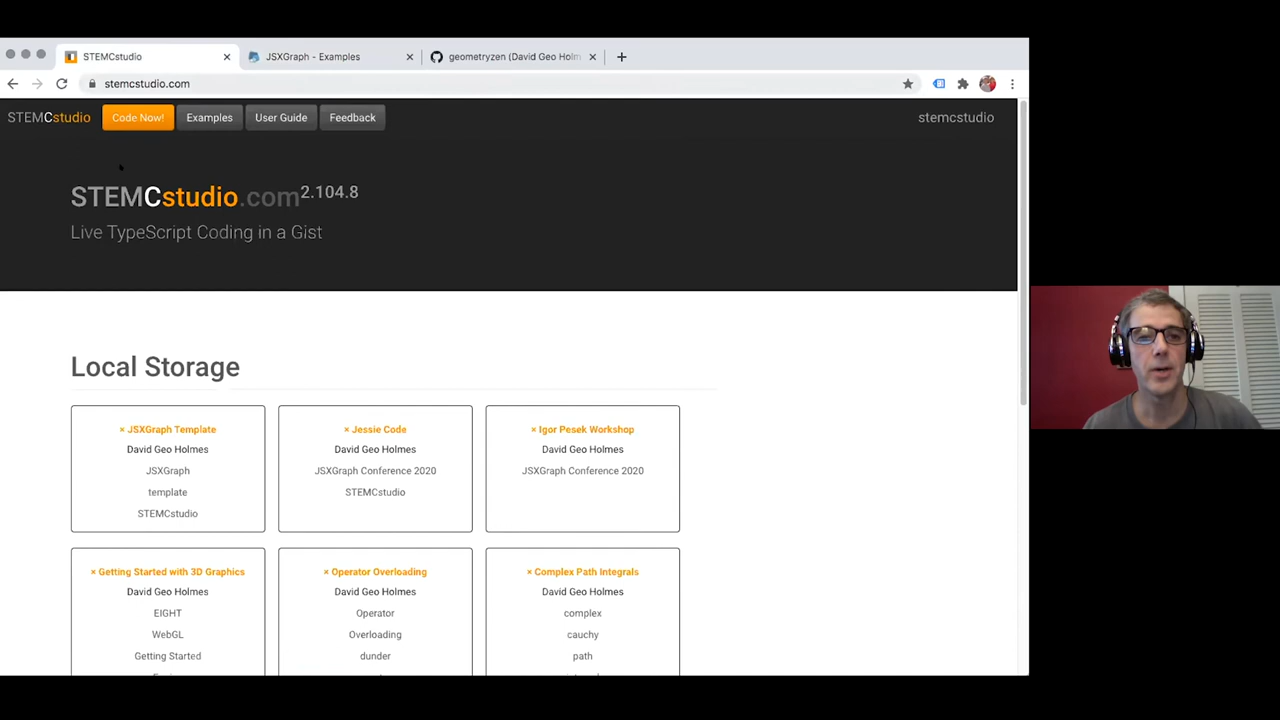 STEMCstudio
JSXGraph - Examples
geometryzen (David Geo Holm
stemcstudio.com
STEMCstudio
Code Now!
Examples
User Guide
Feedback
stemcstudio
STEMCstudio.com2.104.8
Live TypeScript Coding in a Gist
Local Storage
× JSXGraph Template
David Geo Holmes
JSXGraph
template
STEMCstudio
× Jessie Code
David Geo Holmes
JSXGraph Conference 2020
STEMCstudio
× Igor Pesek Workshop
David Geo Holmes
JSXGraph Conference 2020
× Getting Started with 3D Graphics
David Geo Holmes
EIGHT
WebGL
Getting Started
× Operator Overloading
David Geo Holmes
Operator
Overloading
dunder
× Complex Path Integrals
David Geo Holmes
complex
cauchy
path